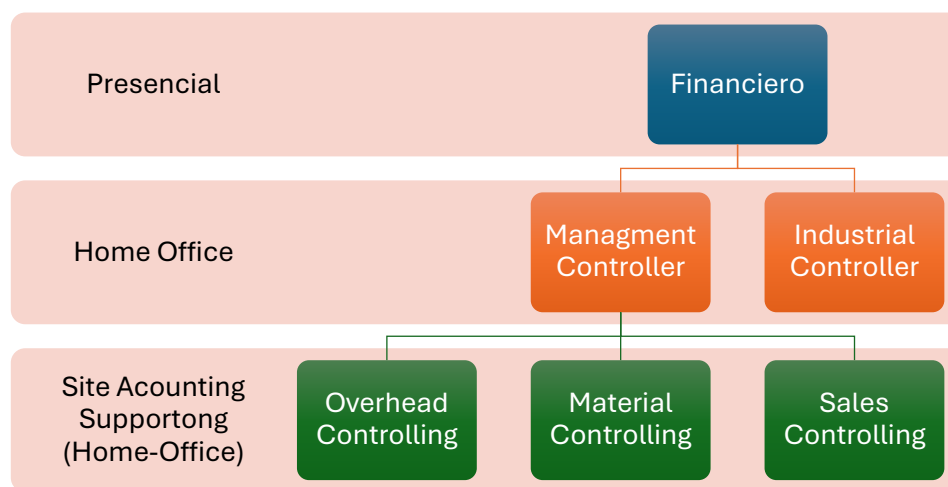 Presencial
Financiero
Home Office
Managment
Controller
Industrial
Controller
Site Acounting
Supportong
(Home-Office)
Overhead
Controlling
Material
Controlling
Sales
Controlling